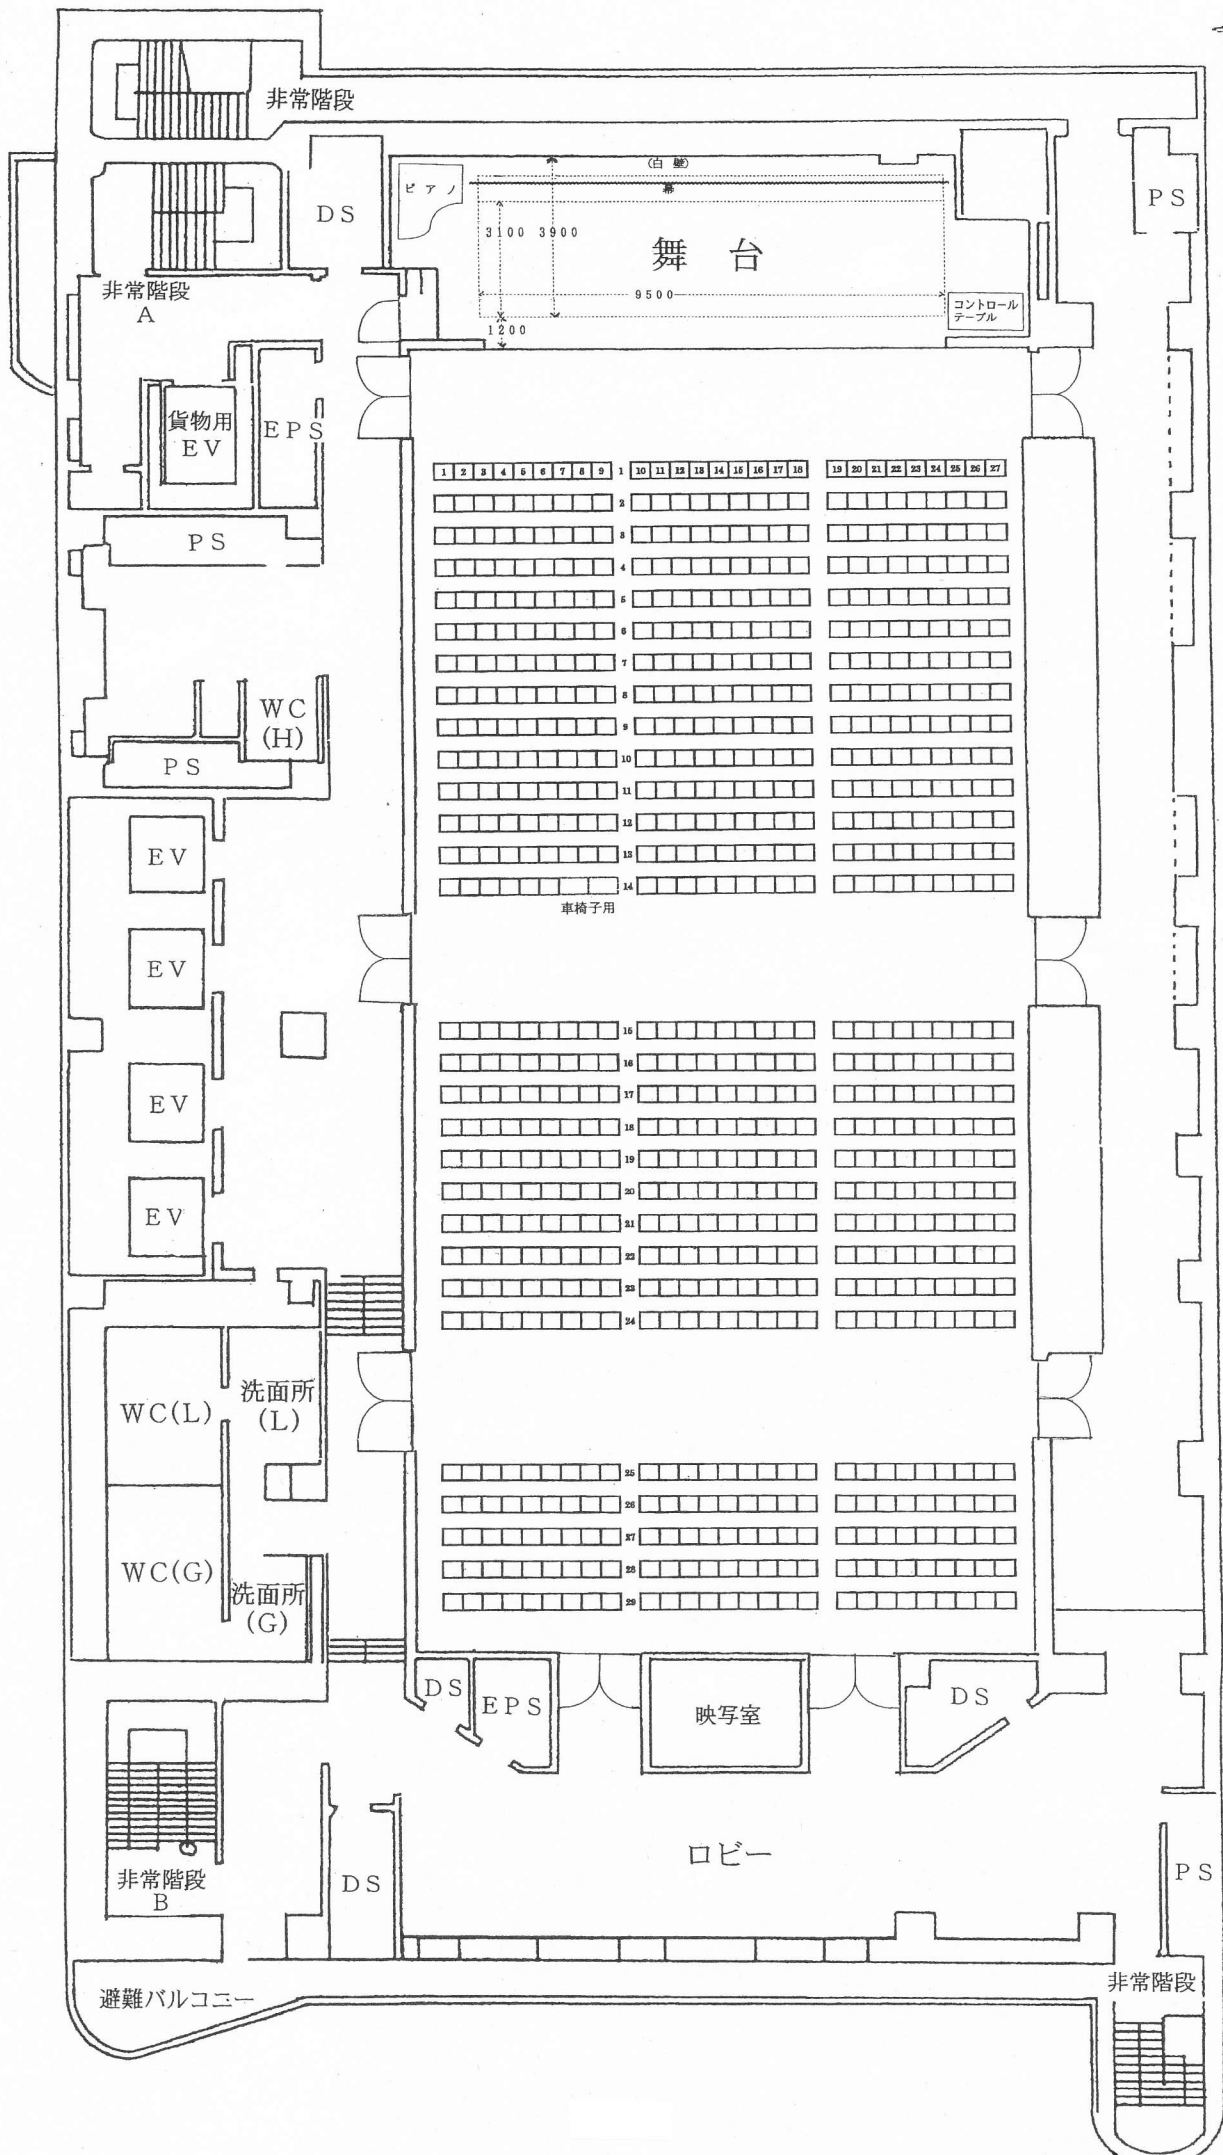 非常階段
(白 壁)
ピアノ
幕
PS
DS
3100 3900
舞 台
非常階段
A
9500
コントロール
テーブル
1200
貨物用
EV
EPS
1 2 3 4 5 6 7 8 9 1 10 11 12 13 14 15 16 17 18 19 20 21 22 23 24 25 26 27
2
3
PS
4
5
6
7
8
WC
(H)
9
10
PS
11
12
EV
13
14
車椅子用
EV
15
16
EV
17
18
19
20
EV
21
22
23
24
WC(L)
洗面所
(L)
25
26
27
WC(G)
28
洗面所
(G)
29
DS
EPS
映写室
DS
ロビー
非常階段
B
DS
PS
避難バルコニー
非常階段